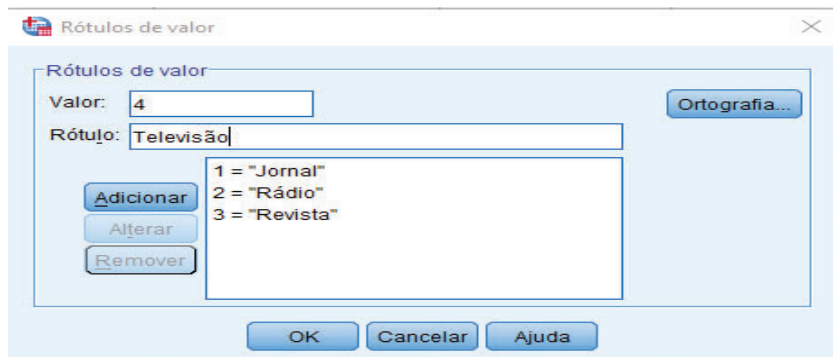 Rótulos de valor
Rótulos de valor
Valor: 4
Ortografia...
Rótulo: Televisão
1 = "Jornal"
2 = "Rádio"
3 = "Revista"
Adicionar
Alterar
Remover
OK Cancelar Ajuda